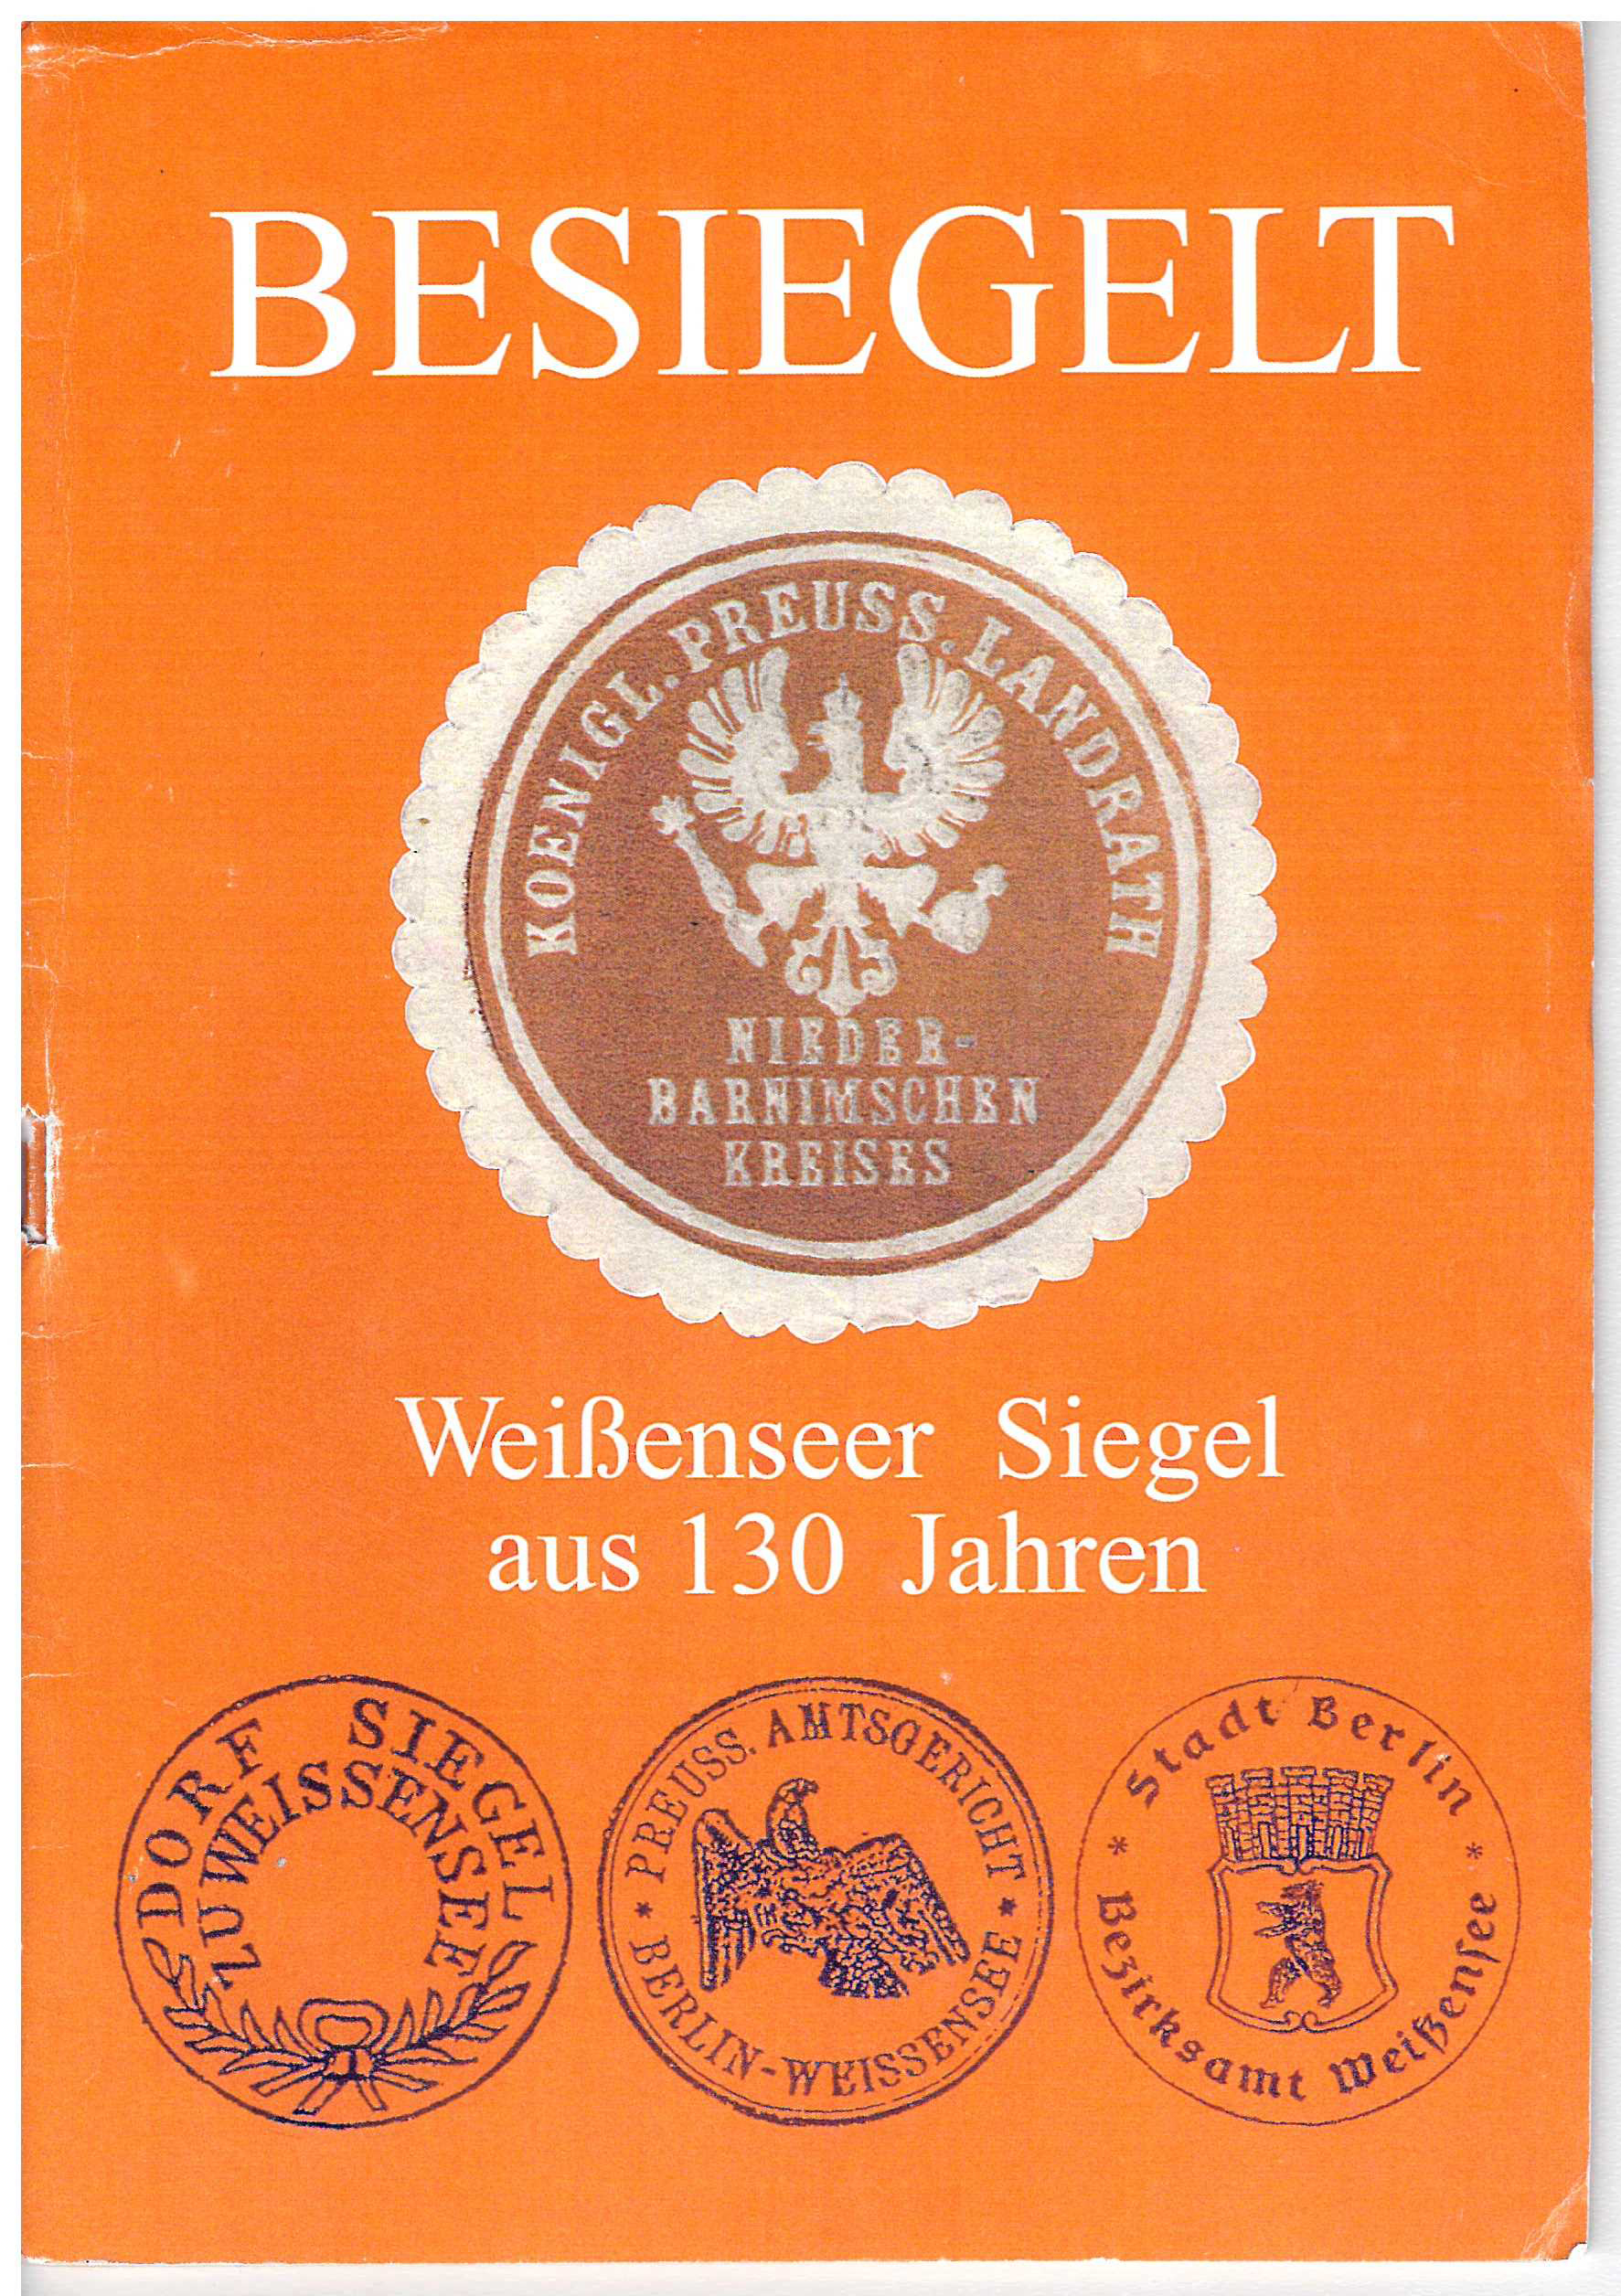 BESIEGELT
KOENIGL. PREUSS. LANDRATH
NIEDER-
BARNIMSCHEN
KREISES
Weißenseer Siegel
aus 130 Jahren
DORF SIEGEL
ZU WEISSENSEE
PREUSS. AMTSGERICHT
* BERLIN-WEISSENSEE *
Stadt Berlin
* Bezirksamt Weißensee *